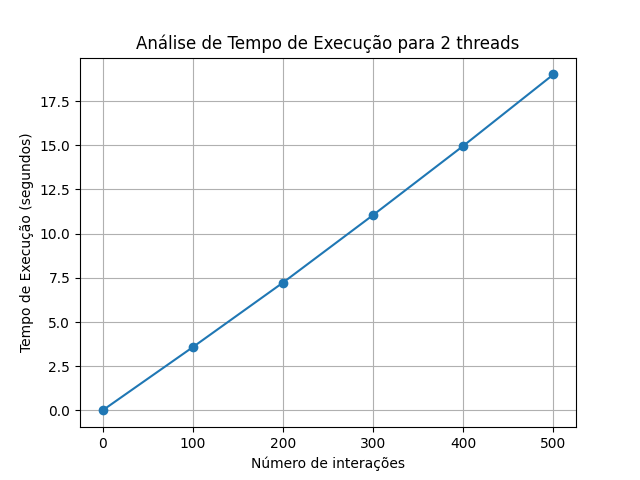 Análise de Tempo de Execução para 2 threads
Tempo de Execução (segundos)
17.5
15.0
12.5
10.0
7.5
5.0
2.5
0.0
0 100 200 300 400 500
Número de interações